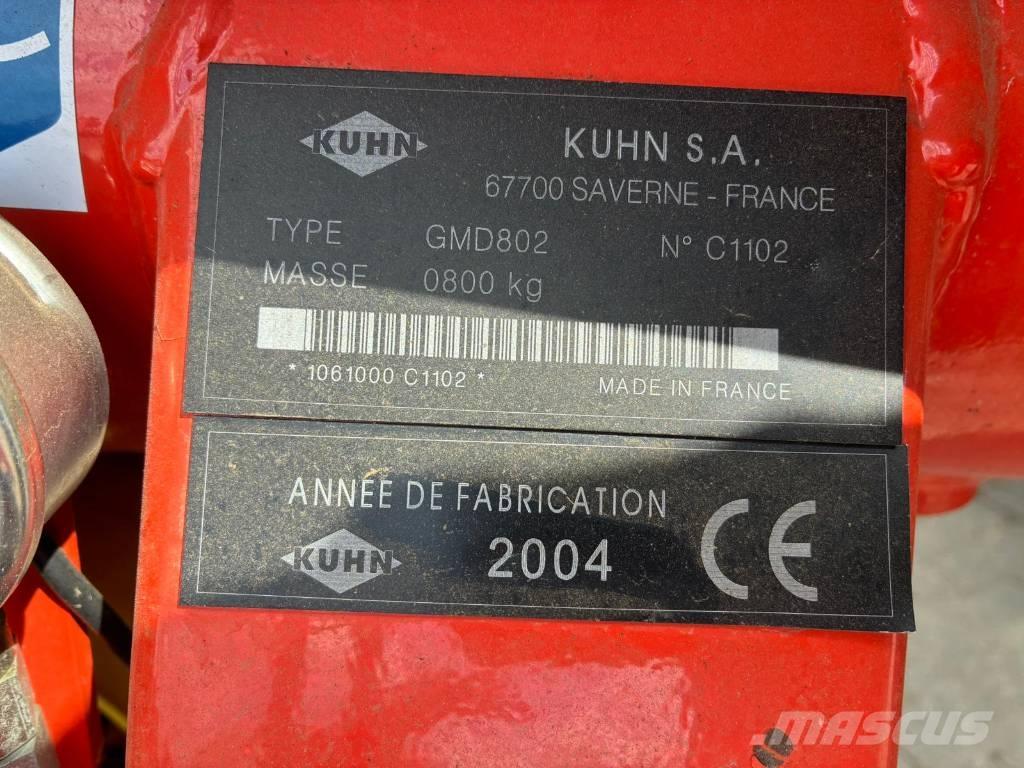 KUHN
KUHN S.A.
67700 SAVERNE - FRANCE
TYPE GMD802 N° C1102
MASSE 0800 kg
* 1061000 C1102 *
MADE IN FRANCE
ANNÉE DE FABRICATION
KUHN
2004
CE
MASCUS